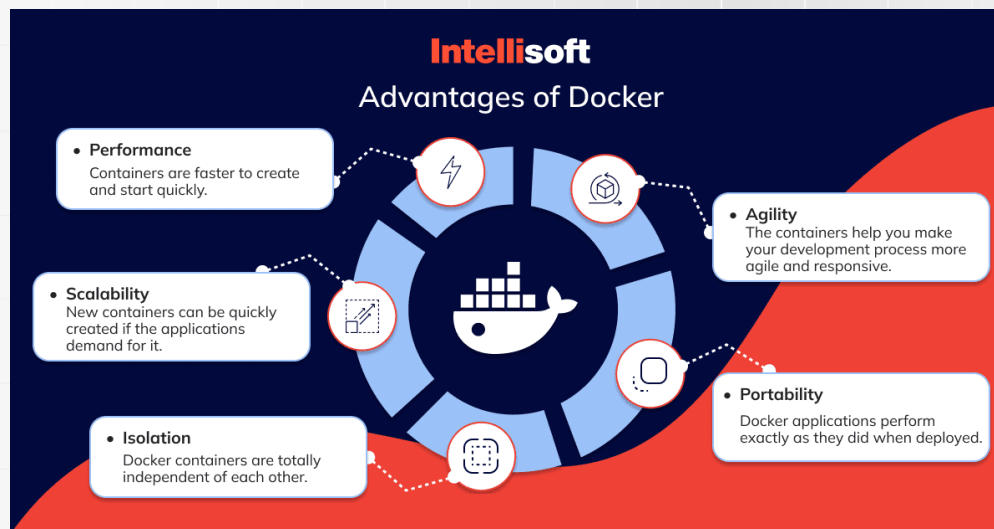 Intellisoft
Advantages of Docker
• Performance
Containers are faster to create
and start quickly.
• Agility
The containers help you make
your development process more
agile and responsive.
• Scalability
New containers can be quickly
created if the applications
demand for it.
• Portability
Docker applications perform
exactly as they did when deployed.
• Isolation
Docker containers are totally
independent of each other.